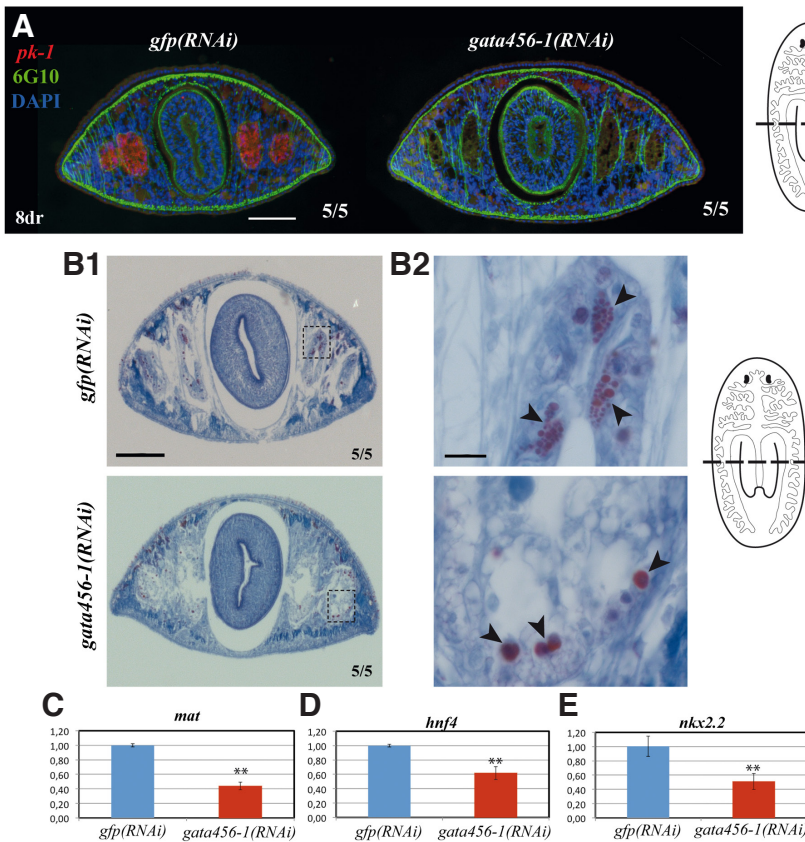 A
gfp(RNAi)
gata456-1(RNAi)
pk-1
6G10
DAPI
8dr
5/5
5/5
B1
B2
gfp(RNAi)
5/5
gata456-1(RNAi)
5/5
C
mat
1,20
1,00
0,80
0,60
0,40
0,20
0,00
**
gfp(RNAi)
gata456-1(RNAi)
D
hnf4
1,20
1,00
0,80
0,60
0,40
0,20
0,00
**
gfp(RNAi)
gata456-1(RNAi)
E
nkx2.2
1,20
1,00
0,80
0,60
0,40
0,20
0,00
**
gfp(RNAi)
gata456-1(RNAi)